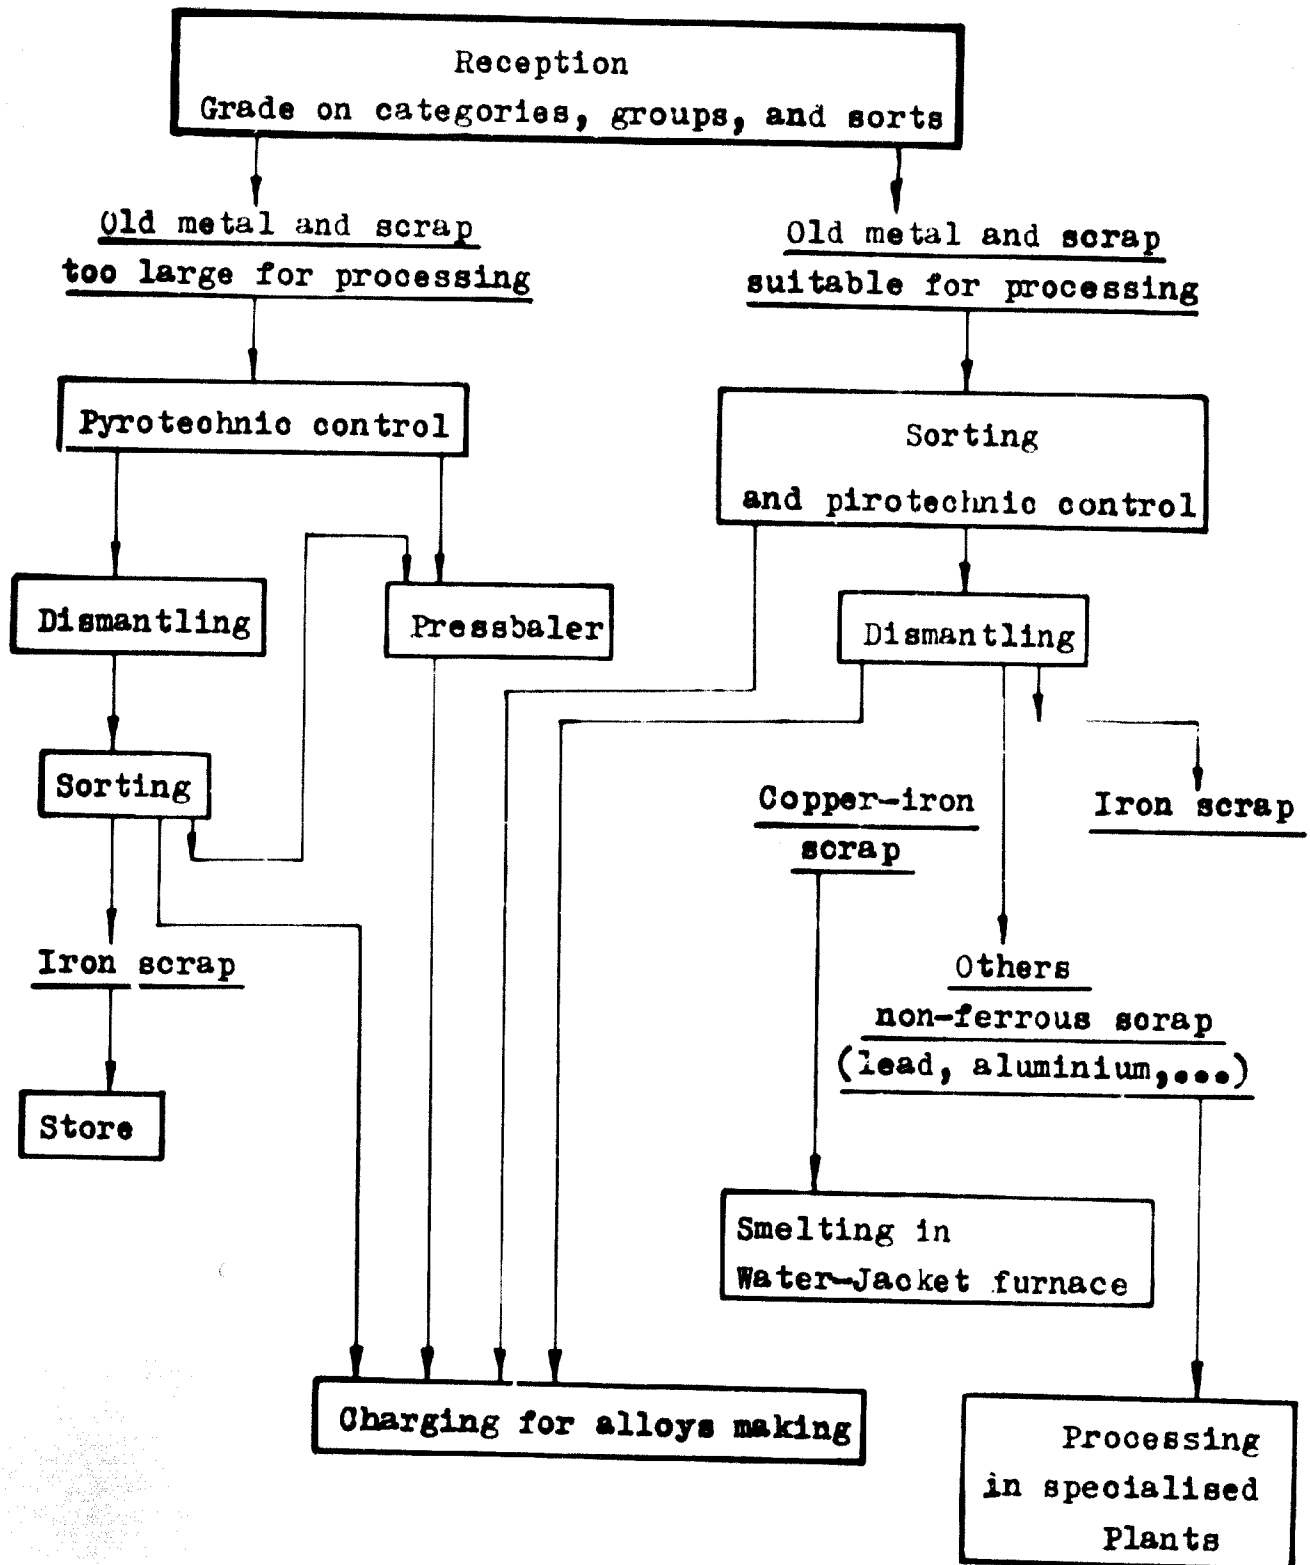 Reception
Grade on categories, groups, and sorts
Old metal and scrap
too large for processing
Old metal and scrap
suitable for processing
Pyrotechnic control
Sorting
and pirotechnic control
Dismantling
Pressbaler
Dismantling
Sorting
Copper-iron
scrap
Iron scrap
Iron scrap
Others
non-ferrous scrap
(lead, aluminium,...)
Store
Smelting in
Water-Jacket furnace
Charging for alloys making
Processing
in specialised
Plants